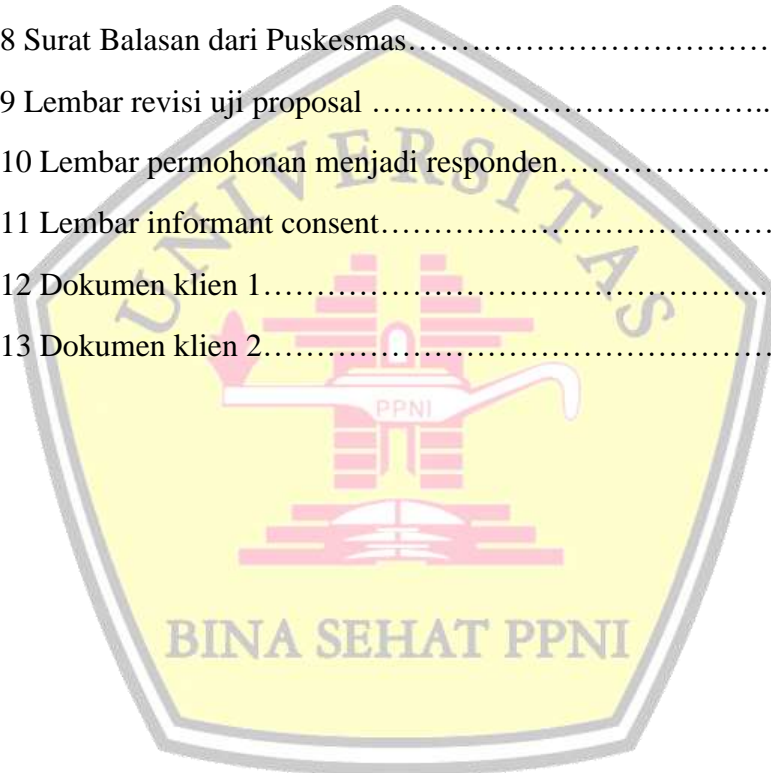 8 Surat Balasan dari Puskesmas……………………………
9 Lembar revisi uji proposal ………………………………..
10 Lembar permohonan menjadi responden…………………
11 Lembar informant consent…………………………………
12 Dokumen klien 1…………………………………………..
13 Dokumen klien 2……………………………………………
UNIVERSITAS
PPNI
BINA SEHAT PPNI